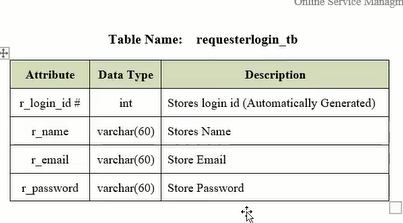 Online Service Managm
Table Name: requesterlogin_tb
Attribute Data Type Description
r_login_id # int Stores login id (Automatically Generated)
r_name varchar(60) Stores Name
r_email varchar(60) Store Email
r_password varchar(60) Store Password